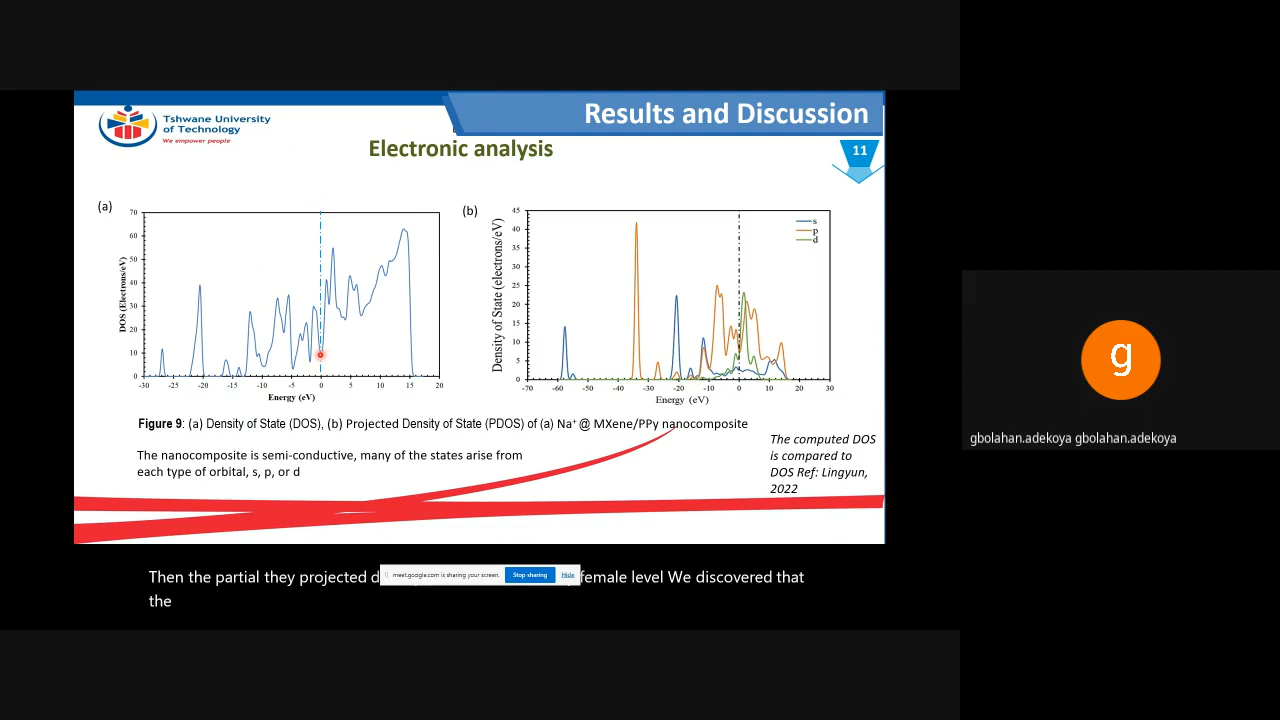 Tshwane University
of Technology
We empower people
Results and Discussion
Electronic analysis
11
(a)
70
60
50
40
30
20
10
0
DOS (Electrons/eV)
-30 -25 -20 -15 -10 -5 0 5 10 15 20
Energy (eV)
(b)
45
40
35
30
25
20
15
10
5
0
Density of State (electrons/eV)
s
p
d
-70 -60 -50 -40 -30 -20 -10 0 10 20 30
Energy (eV)
Figure 9: (a) Density of State (DOS), (b) Projected Density of State (PDOS) of (a) Na⁺ @ MXene/PPy nanocomposite
The nanocomposite is semi-conductive, many of the states arise from
each type of orbital, s, p, or d
The computed DOS
is compared to
DOS Ref: Lingyun,
2022
Then the partial they projected d
meet.google.com is sharing your screen. Stop sharing Hide
female level We discovered that
the
g
gbolahan.adekoya gbolahan.adekoya